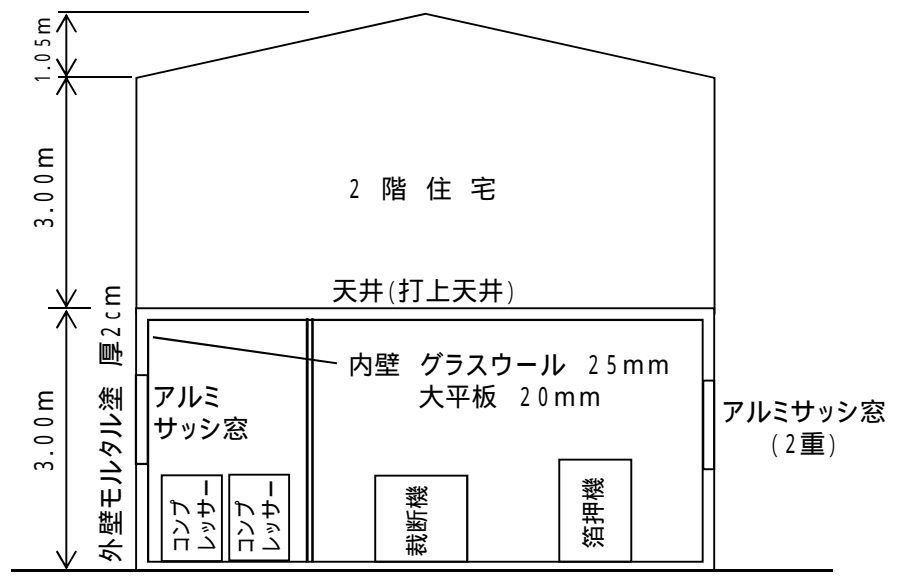 1.05m
3.00m
2 階 住 宅
天井(打上天井)
外壁モルタル塗 厚2cm
内壁 グラスウール 25mm
大平板 20mm
アルミ
サッシ窓
アルミサッシ窓
(2重)
3.00m
コンプ
レッサー
コンプ
レッサー
裁断機
箔押機